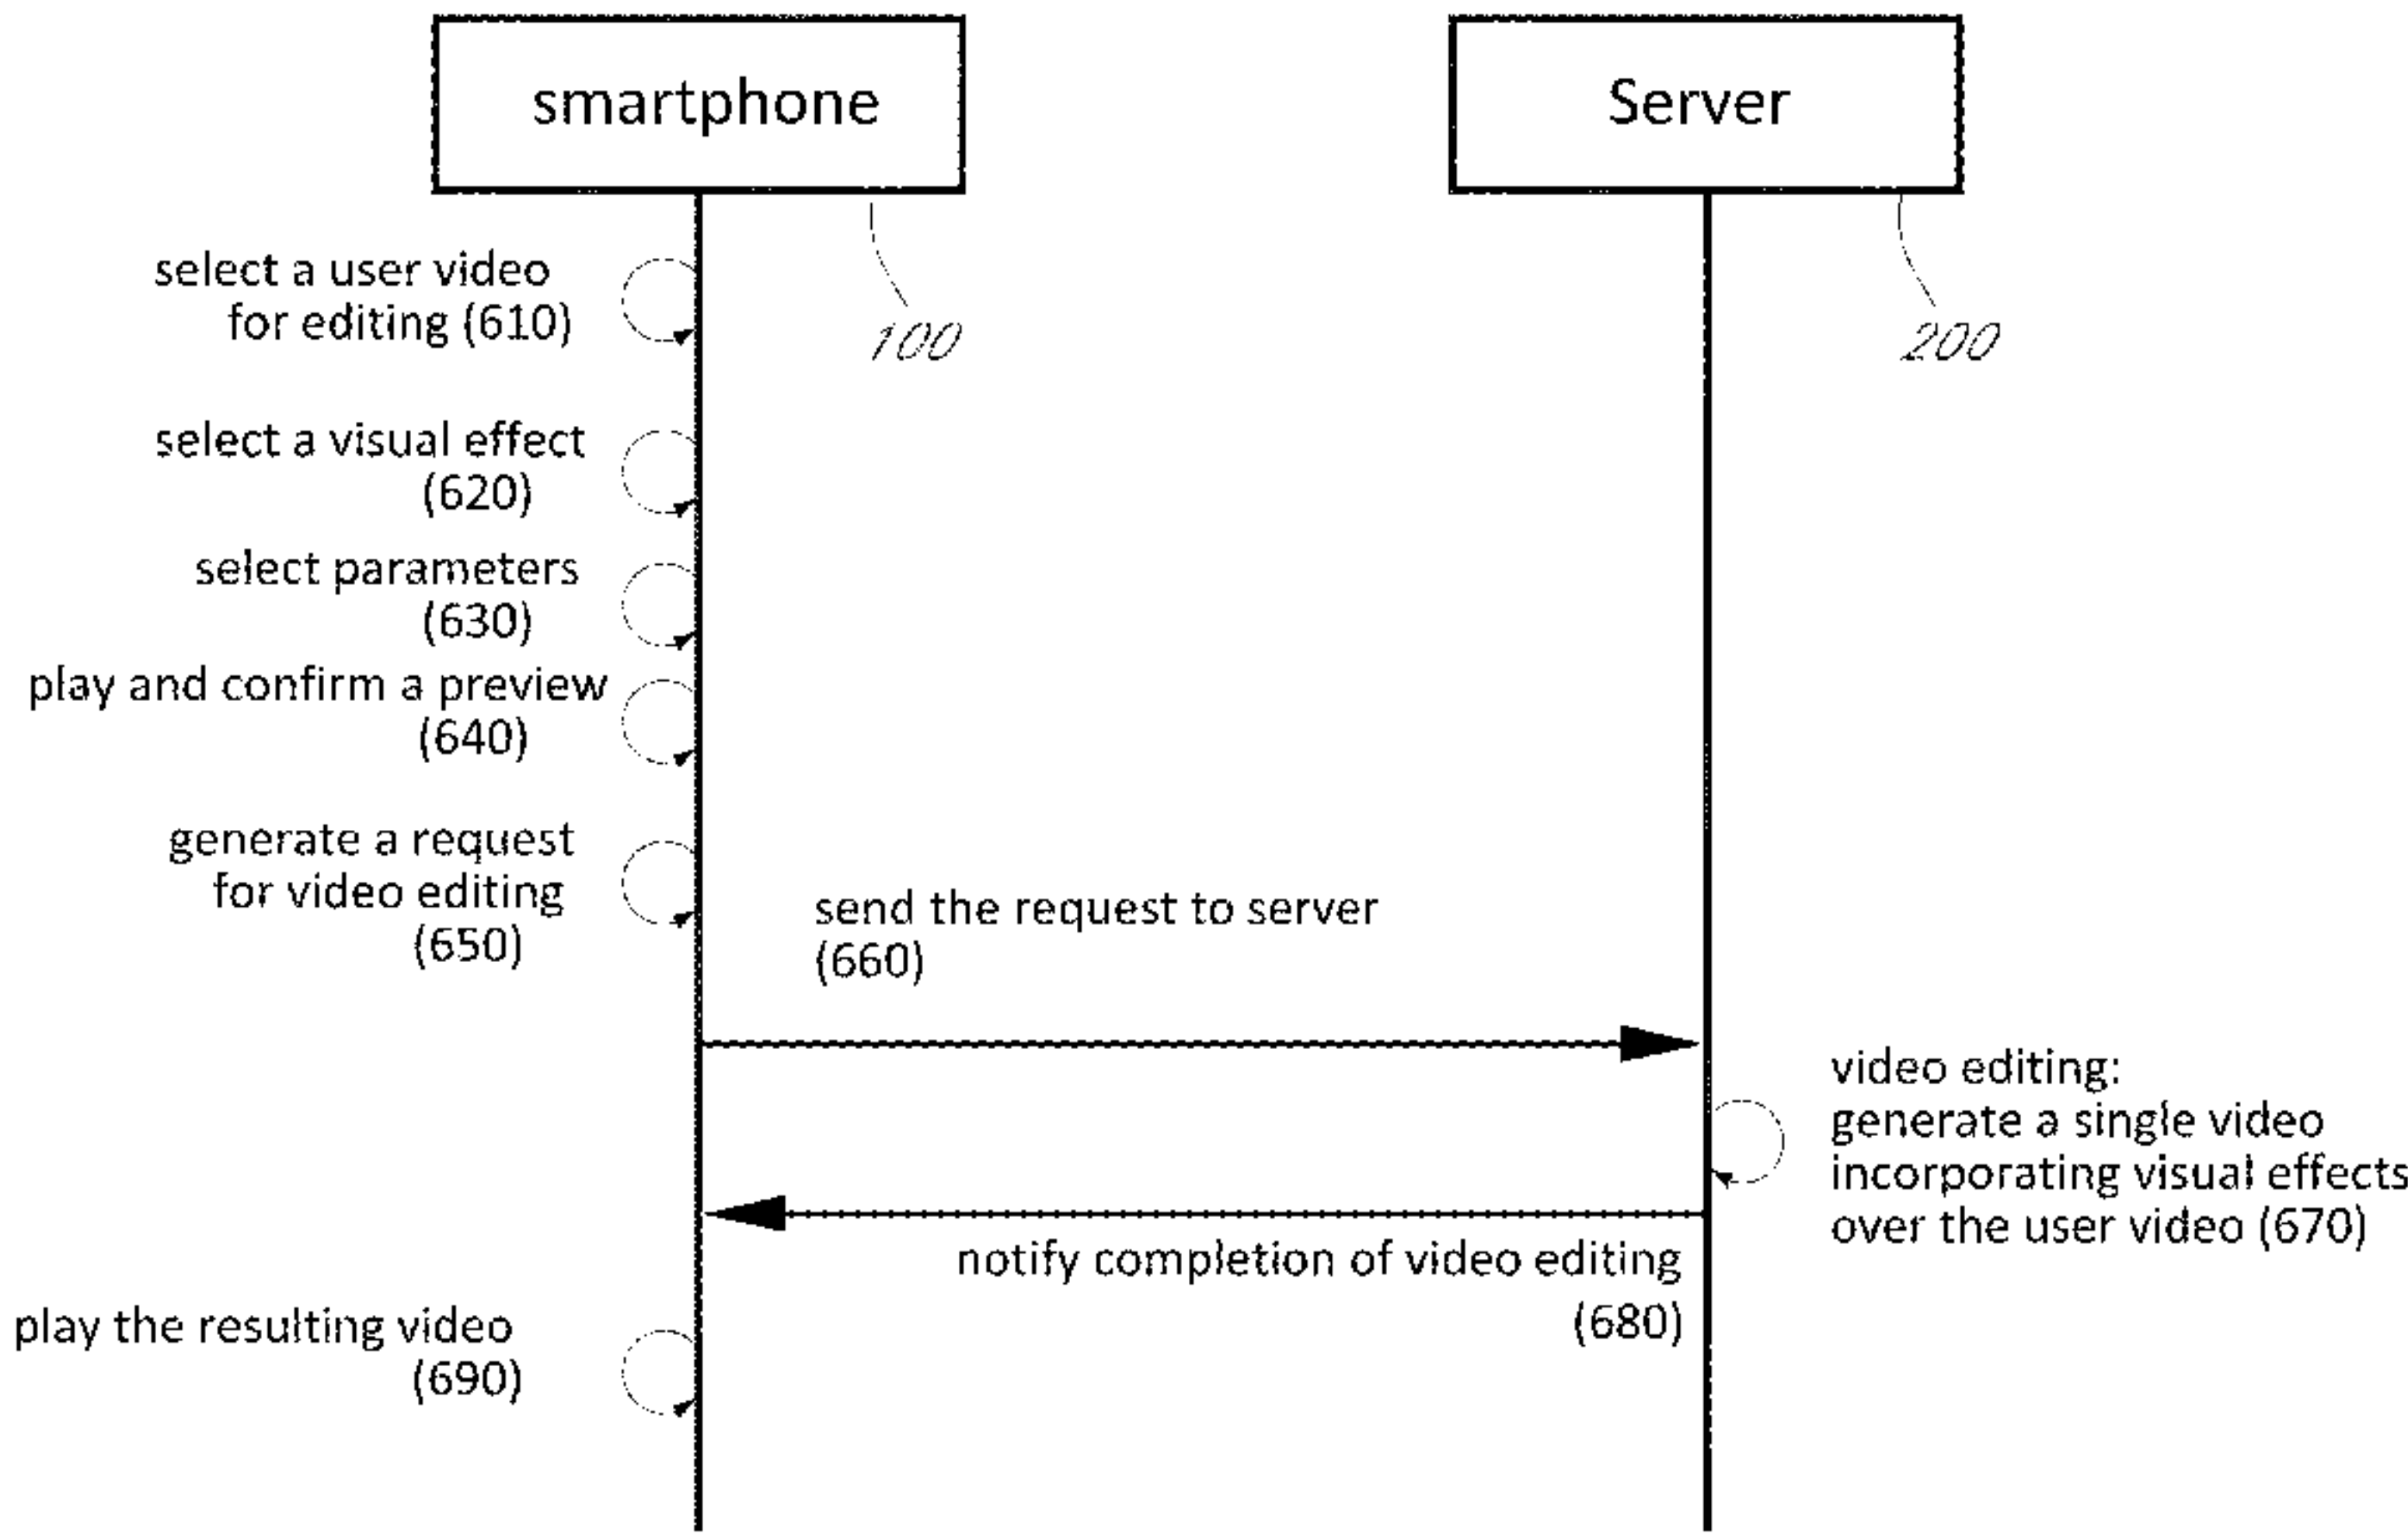 smartphone
Server
100
200
select a user video
for editing (610)
select a visual effect
(620)
select parameters
(630)
play and confirm a preview
(640)
generate a request
for video editing
(650)
send the request to server
(660)
video editing:
generate a single video
incorporating visual effects
over the user video (670)
notify completion of video editing
(680)
play the resulting video
(690)